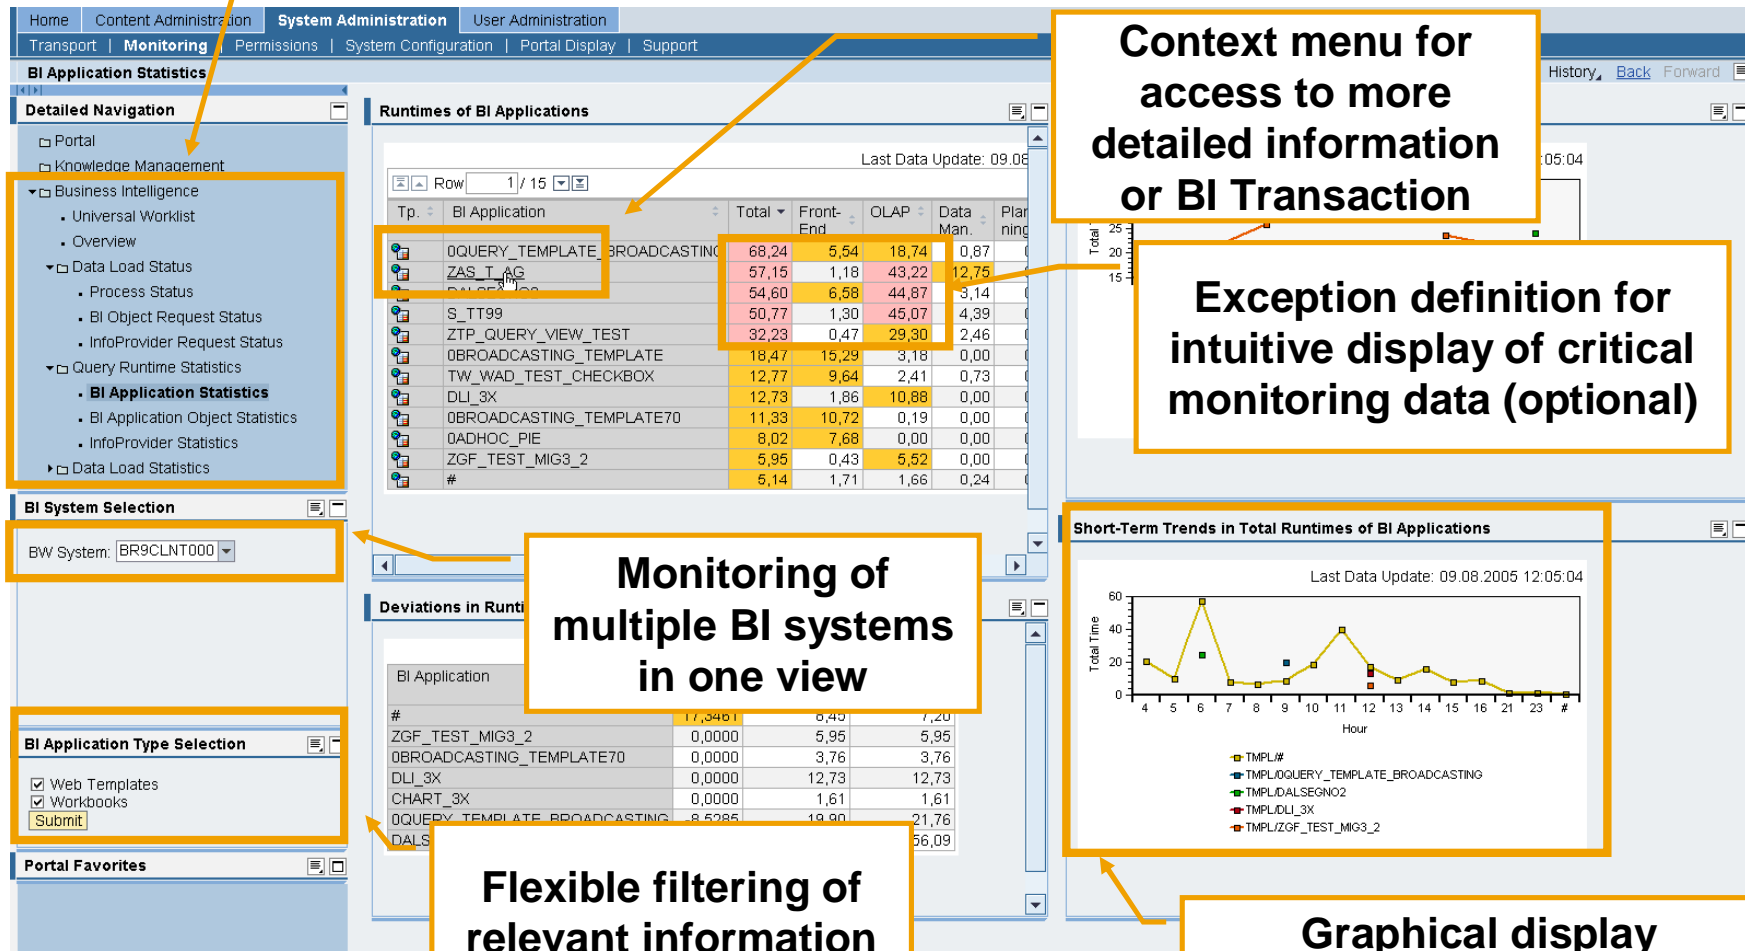 Home Content Administration System Administration User Administration
Transport | Monitoring | Permissions | System Configuration | Portal Display | Support
BI Application Statistics
History Back Forward
Detailed Navigation
Portal
Knowledge Management
Business Intelligence
Universal Worklist
Overview
Data Load Status
Process Status
BI Object Request Status
InfoProvider Request Status
Query Runtime Statistics
BI Application Statistics
BI Application Object Statistics
InfoProvider Statistics
Data Load Statistics
BI System Selection
BW System: BR9CLNT000
BI Application Type Selection
Web Templates
Workbooks
Submit
Portal Favorites
Runtimes of BI Applications
Last Data Update: 09.08
Row 1 / 15
Tp. BI Application Total Front-End OLAP Data Man.
0QUERY_TEMPLATE_BROADCASTING 68,24 5,54 18,74 0,87
ZAS_T_AG 57,15 1,18 43,22 12,75
54,60 6,58 44,87 3,14
S_TT99 50,77 1,30 45,07 4,39
ZTP_QUERY_VIEW_TEST 32,23 0,47 29,30 2,46
0BROADCASTING_TEMPLATE 18,47 15,29 3,18 0,00
TW_WAD_TEST_CHECKBOX 12,77 9,64 2,41 0,73
DLI_3X 12,73 1,86 10,88 0,00
0BROADCASTING_TEMPLATE70 11,33 10,72 0,19 0,00
0ADHOC_PIE 8,02 7,68 0,00 0,00
ZGF_TEST_MIG3_2 5,95 0,43 5,52 0,00
# 5,14 1,71 1,66 0,24
Context menu for
access to more
detailed information
or BI Transaction
:05:04
25
20
15
Exception definition for
intuitive display of critical
monitoring data (optional)
Monitoring of
multiple BI systems
in one view
Deviations in
BI Application
# 17,3461 8,45 7,20
ZGF_TEST_MIG3_2 0,0000 5,95 5,95
0BROADCASTING_TEMPLATE70 0,0000 3,76 3,76
DLI_3X 0,0000 12,73 12,73
CHART_3X 0,0000 1,61 1,61
0QUERY_TEMPLATE_BROADCASTING -8,5285 19,90 21,76
DALS 56,09
Flexible filtering of
relevant information
Short-Term Trends in Total Runtimes of BI Applications
Last Data Update: 09.08.2005 12:05:04
Total Time
60
40
20
0
4 5 6 7 8 9 10 11 12 13 14 15 16 21 23 #
Hour
TMPL/#
TMPL/0QUERY_TEMPLATE_BROADCASTING
TMPL/DALSEGNO2
TMPL/DLI_3X
TMPL/ZGF_TEST_MIG3_2
Graphical display